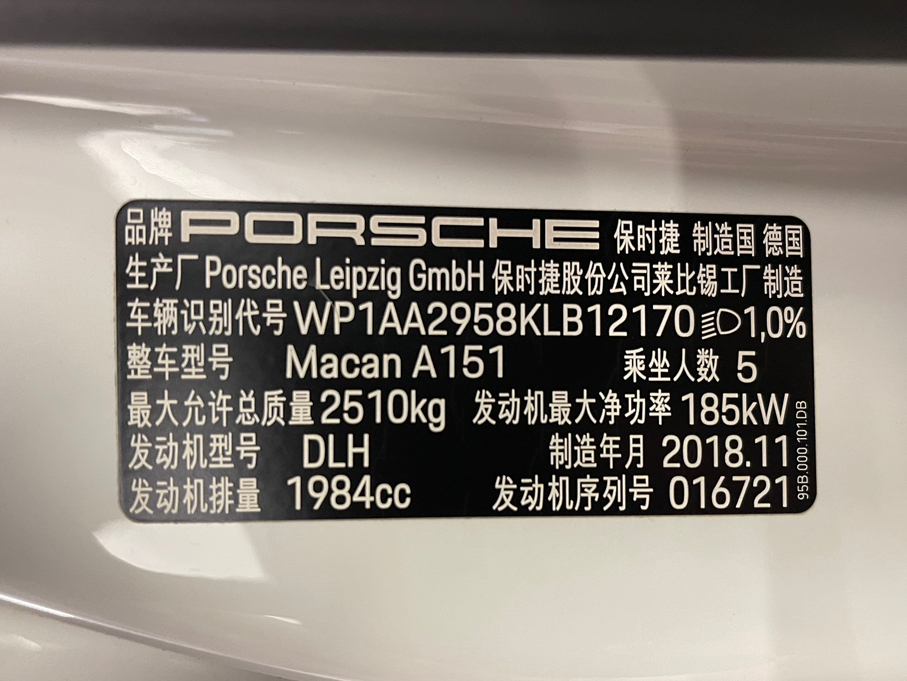 品牌 PORSCHE 保时捷 制造国 德国
生产厂 Porsche Leipzig GmbH 保时捷股份公司莱比锡工厂制造
车辆识别代号 WP1AA2958KLB12170 1,0%
整车型号 Macan A151 乘坐人数 5
最大允许总质量 2510kg 发动机最大净功率 185kW
发动机型号 DLH 制造年月 2018.11
发动机排量 1984cc 发动机序列号 016721
95B.000.101.DB